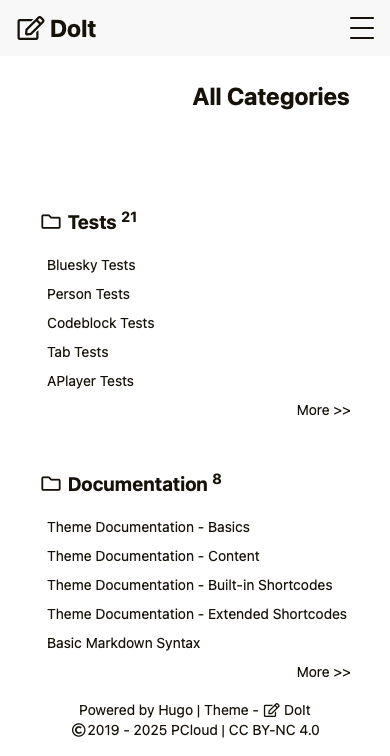 DoIt
All Categories
Tests 21
Bluesky Tests
Person Tests
Codeblock Tests
Tab Tests
APlayer Tests
More >>
Documentation 8
Theme Documentation - Basics
Theme Documentation - Content
Theme Documentation - Built-in Shortcodes
Theme Documentation - Extended Shortcodes
Basic Markdown Syntax
More >>
Powered by Hugo | Theme - DoIt
©2019 - 2025 PCloud | CC BY-NC 4.0